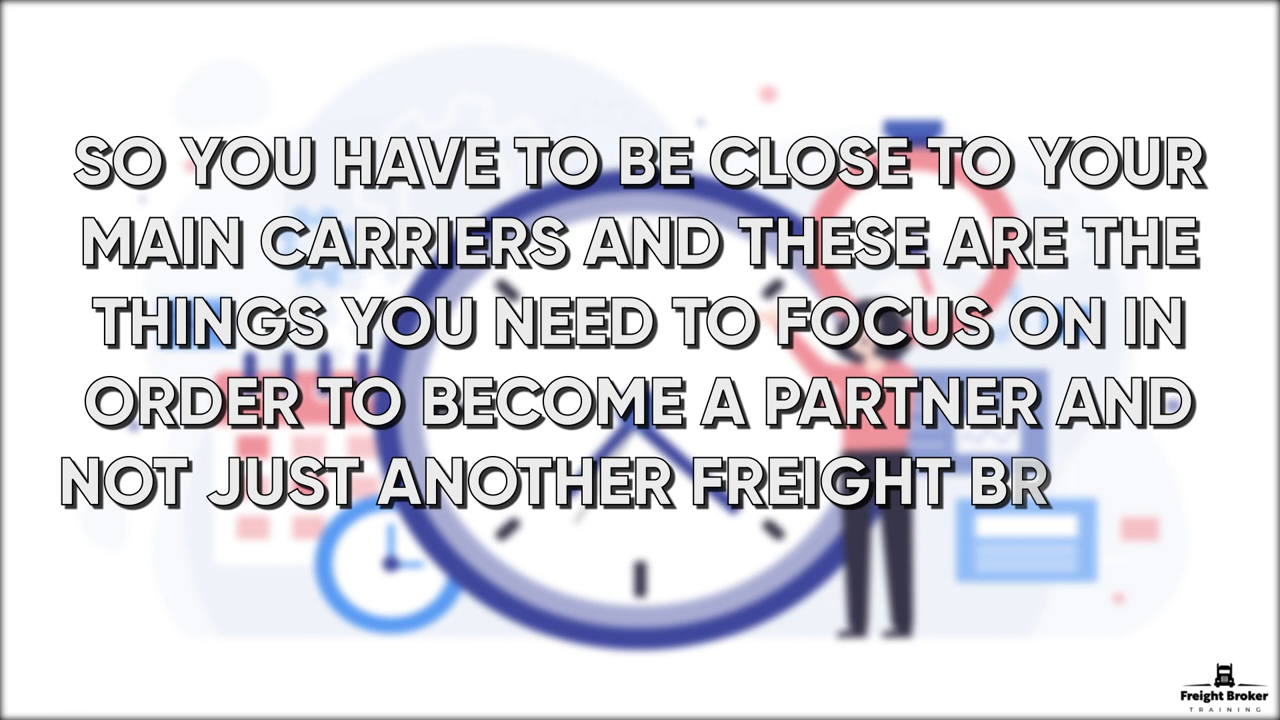 SO YOU HAVE TO BE CLOSE TO YOUR
MAIN CARRIERS AND THESE ARE THE
THINGS YOU NEED TO FOCUS ON IN
ORDER TO BECOME A PARTNER AND
NOT JUST ANOTHER FREIGHT BR
Freight Broker
TRAINING